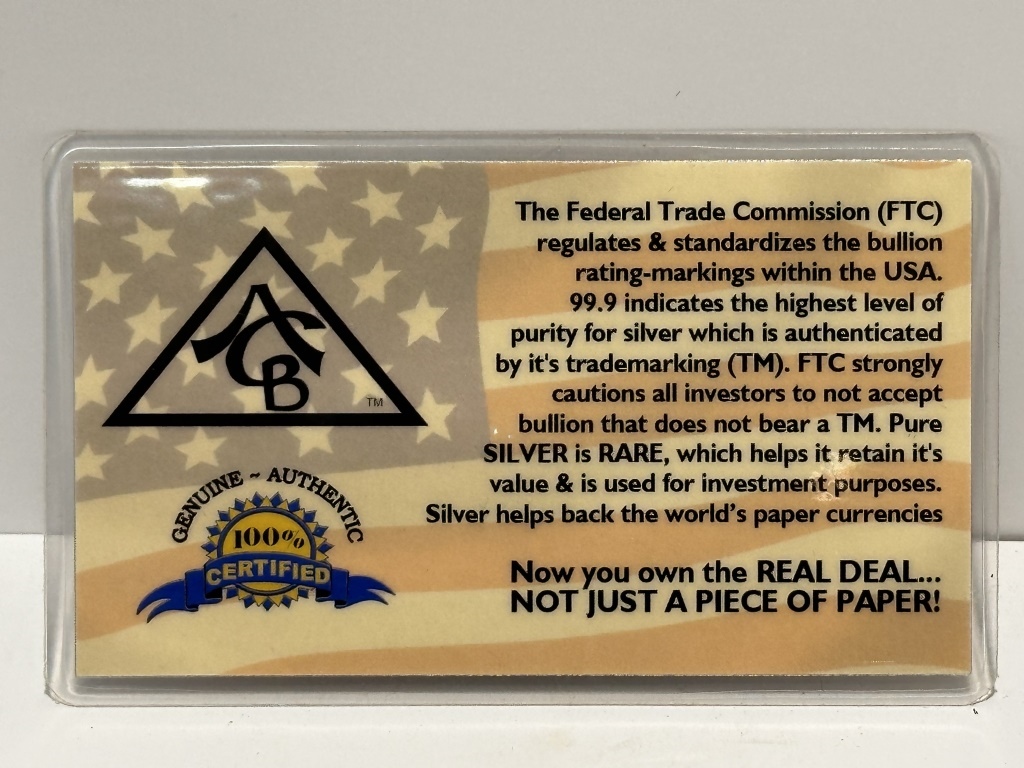 ACB
TM
GENUINE ~ AUTHENTIC
100%
CERTIFIED
The Federal Trade Commission (FTC)
regulates & standardizes the bullion
rating-markings within the USA.
99.9 indicates the highest level of
purity for silver which is authenticated
by it's trademarking (TM). FTC strongly
cautions all investors to not accept
bullion that does not bear a TM. Pure
SILVER is RARE, which helps it retain it's
value & is used for investment purposes.
Silver helps back the world's paper currencies
Now you own the REAL DEAL...
NOT JUST A PIECE OF PAPER!